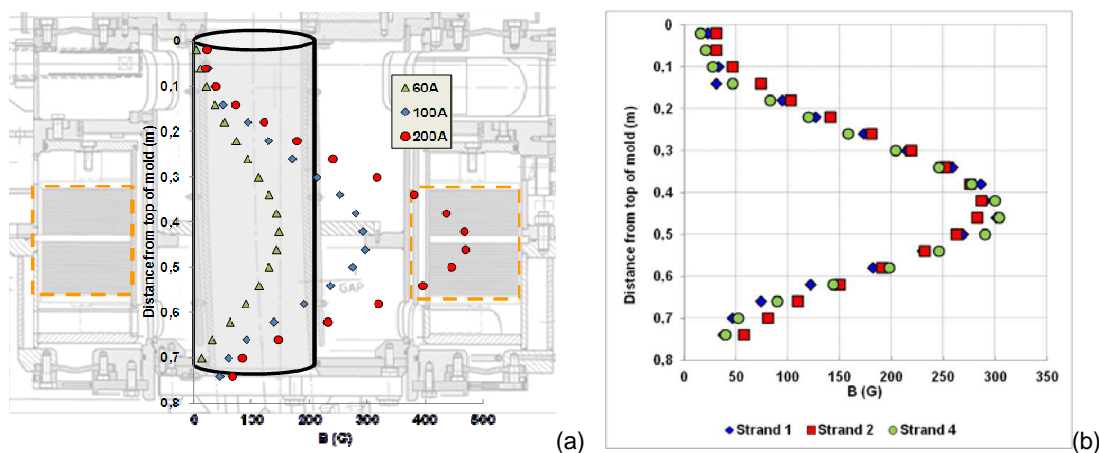 0
0,1
0,2
0,3
0,4
0,5
0,6
0,7
0,8
Distance from top of mold (m)
0
100
200
300
400
500
B (G)
60A
100A
200A
GAP
(a)
0
0,1
0,2
0,3
0,4
0,5
0,6
0,7
0,8
Distance from top of mold (m)
0
50
100
150
200
250
300
350
B (G)
Strand 1 Strand 2 Strand 4
(b)